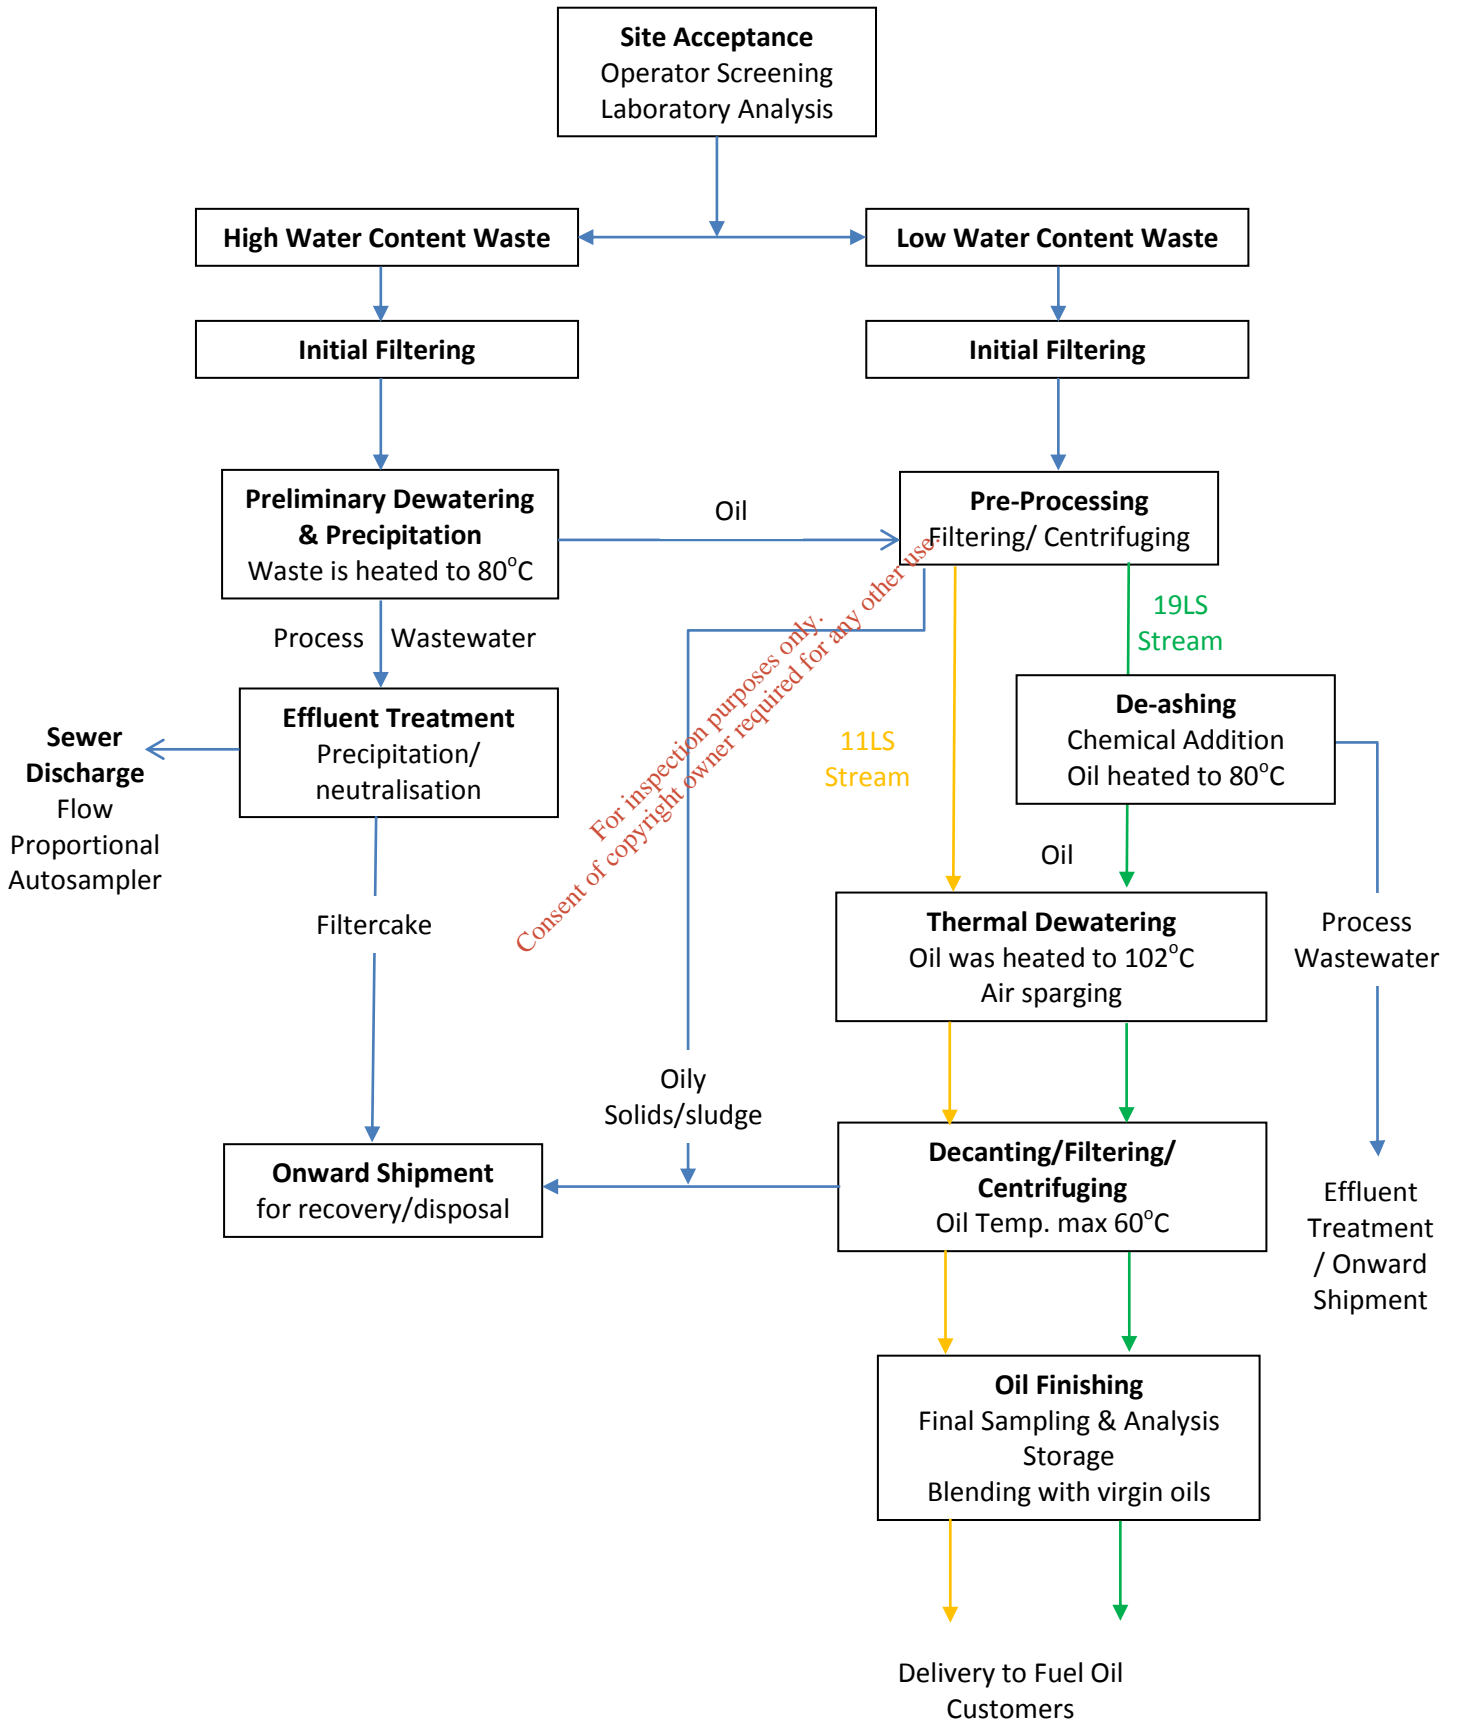 Site Acceptance
Operator Screening
Laboratory Analysis
High Water Content Waste
Low Water Content Waste
Initial Filtering
Initial Filtering
Preliminary Dewatering
& Precipitation
Waste is heated to 80°C
Oil
Pre-Processing
Filtering/ Centrifuging
Process Wastewater
19LS
Stream
Effluent Treatment
Precipitation/
neutralisation
Sewer
Discharge
Flow
Proportional
Autosampler
11LS
Stream
De-ashing
Chemical Addition
Oil heated to 80°C
For inspection purposes only.
Consent of copyright owner required for any other use.
Oil
Filtercake
Thermal Dewatering
Oil was heated to 102°C
Air sparging
Process
Wastewater
Oily
Solids/sludge
Onward Shipment
for recovery/disposal
Decanting/Filtering/
Centrifuging
Oil Temp. max 60°C
Effluent
Treatment
/ Onward
Shipment
Oil Finishing
Final Sampling & Analysis
Storage
Blending with virgin oils
Delivery to Fuel Oil
Customers